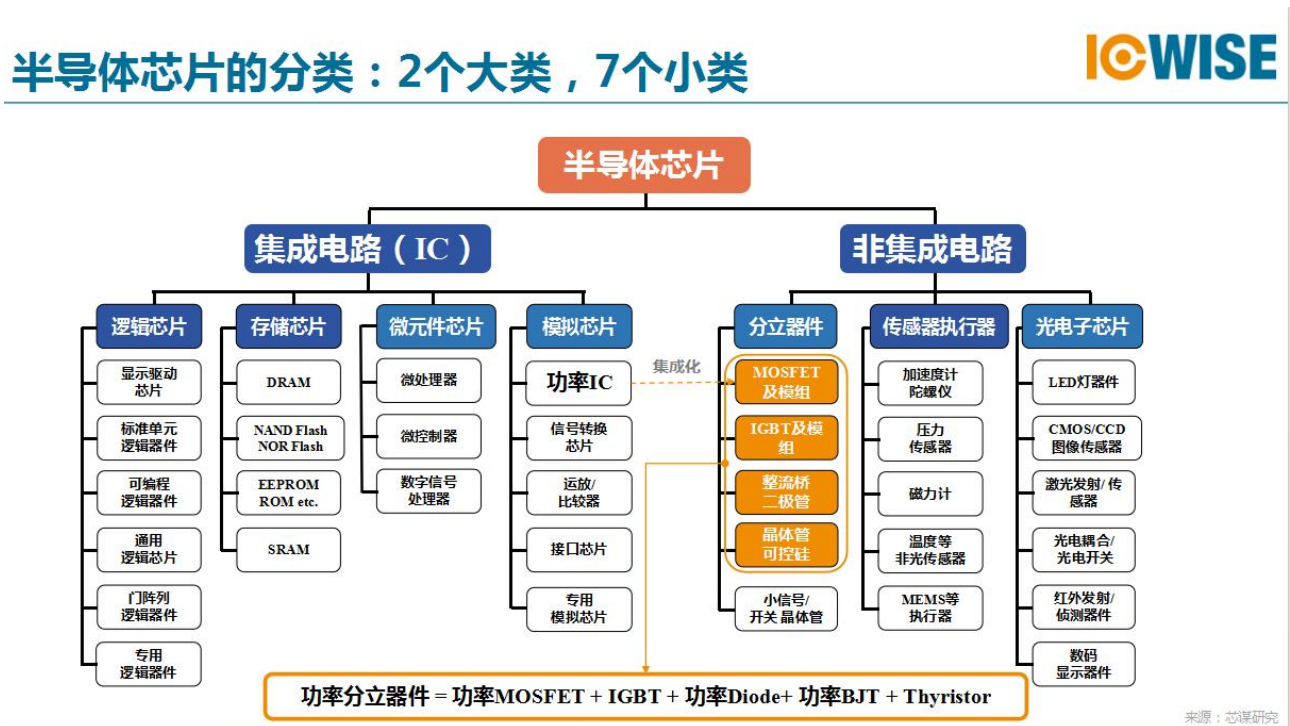 半导体芯片的分类：2个大类，7个小类
ICWISE
半导体芯片
集成电路（IC）
非集成电路
逻辑芯片
存储芯片
微元件芯片
模拟芯片
分立器件
传感器执行器
光电子芯片
显示驱动
芯片
标准单元
逻辑器件
可编程
逻辑器件
通用
逻辑芯片
门阵列
逻辑器件
专用
逻辑器件
DRAM
NAND Flash
NOR Flash
EEPROM
ROM etc.
SRAM
微处理器
微控制器
数字信号
处理器
功率IC
信号转换
芯片
运放/
比较器
接口芯片
专用
模拟芯片
集成化
MOSFET
及模组
IGBT及模
组
整流桥
二极管
晶体管
可控硅
小信号/
开关 晶体管
加速度计
陀螺仪
压力
传感器
磁力计
温度等
非光传感器
MEMS等
执行器
LED灯器件
CMOS/CCD
图像传感器
激光发射/ 传
感器
光电耦合/
光电开关
红外发射/
侦测器件
数码
显示器件
功率分立器件 = 功率MOSFET + IGBT + 功率Diode+ 功率BJT + Thyristor
来源：芯谋研究